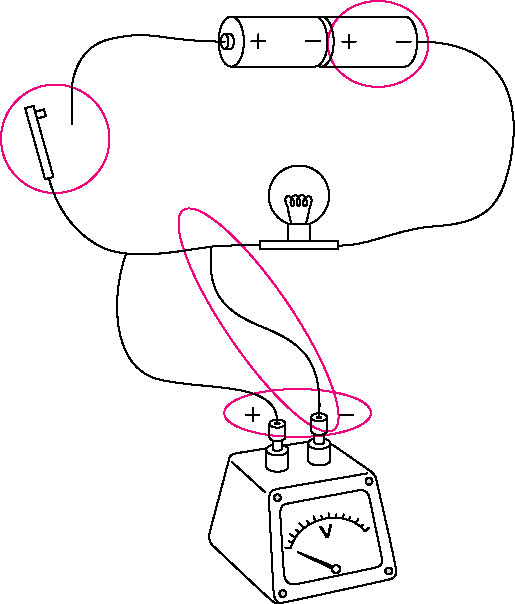 + − + −
+ −
V